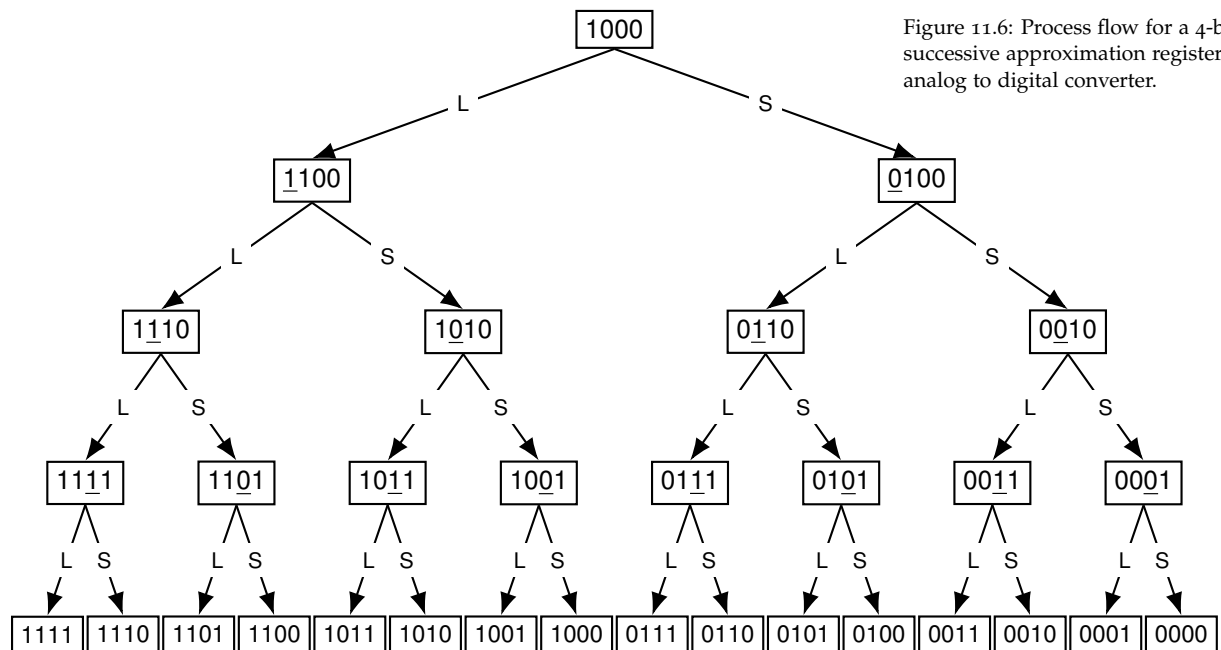 1000
Figure 11.6: Process flow for a 4-b
successive approximation register
analog to digital converter.
L S
1100 0100
L S L S
1110 1010 0110 0010
L S L S L S L S
1111 1101 1011 1001 0111 0101 0011 0001
L S L S L S L S L S L S L S L S
1111 1110 1101 1100 1011 1010 1001 1000 0111 0110 0101 0100 0011 0010 0001 0000